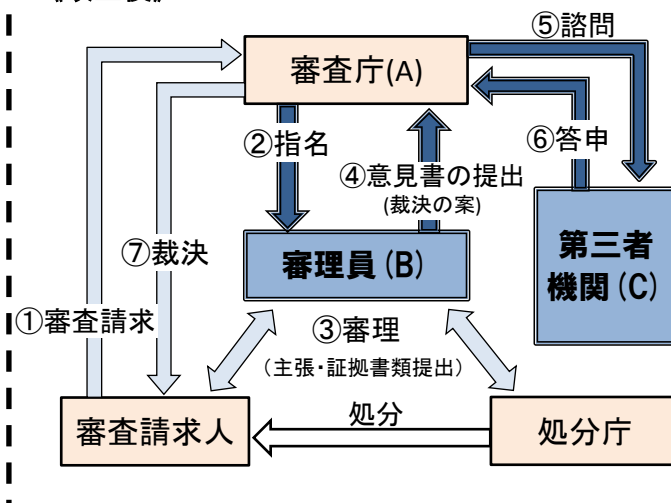 ⑤諮問
審査庁(A)
②指名
⑥答申
④意見書の提出
(裁決の案)
⑦裁決
審理員(B)
第三者
機関(C)
①審査請求
③審理
(主張・証拠書類提出)
審査請求人
処分
処分庁